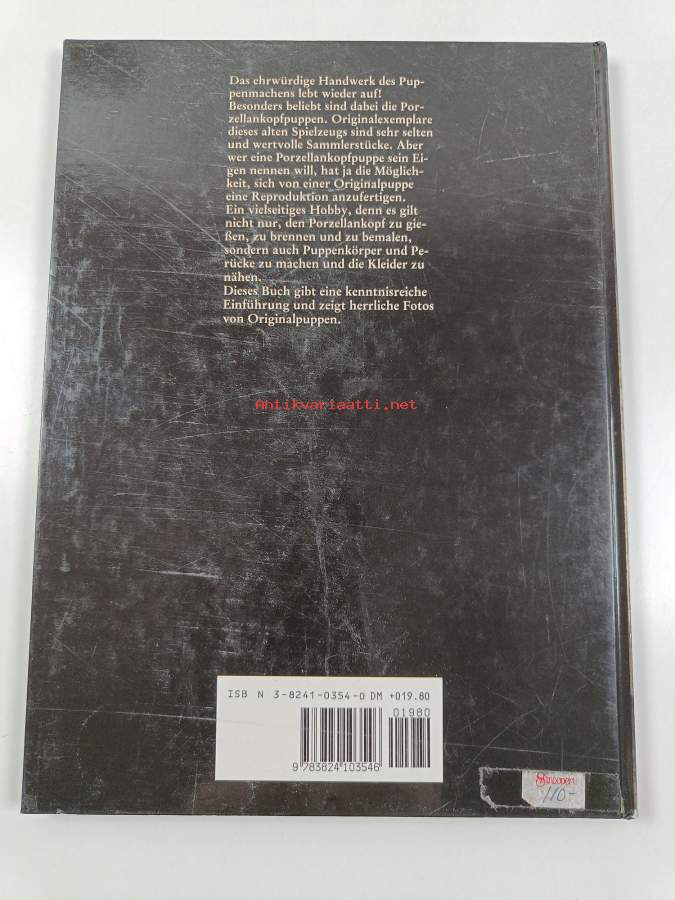 Das ehrwürdige Handwerk des Pup-
penmachens lebt wieder auf!
Besonders beliebt sind dabei die Por-
zellankopfpuppen. Originalexemplare
dieses alten Spielzeugs sind sehr selten
und wertvolle Sammlerstücke. Aber
wer eine Porzellankopfpuppe sein Ei-
gen nennen will, hat ja die Möglich-
keit, sich von einer Originalpuppe
eine Reproduktion anzufertigen.
Ein vielseitiges Hobby, denn es gilt
nicht nur, den Porzellankopf zu gie-
ßen, zu brennen und zu bemalen,
sondern auch Puppenkörper und Pe-
rücke zu machen und die Kleider zu
nähen.
Dieses Buch gibt eine kenntnisreiche
Einführung und zeigt herrliche Fotos
von Originalpuppen.
Antikvariaatti.net
ISB N 3-8241-0354-0 DM +019.80
01980
9 783824 103546
110-